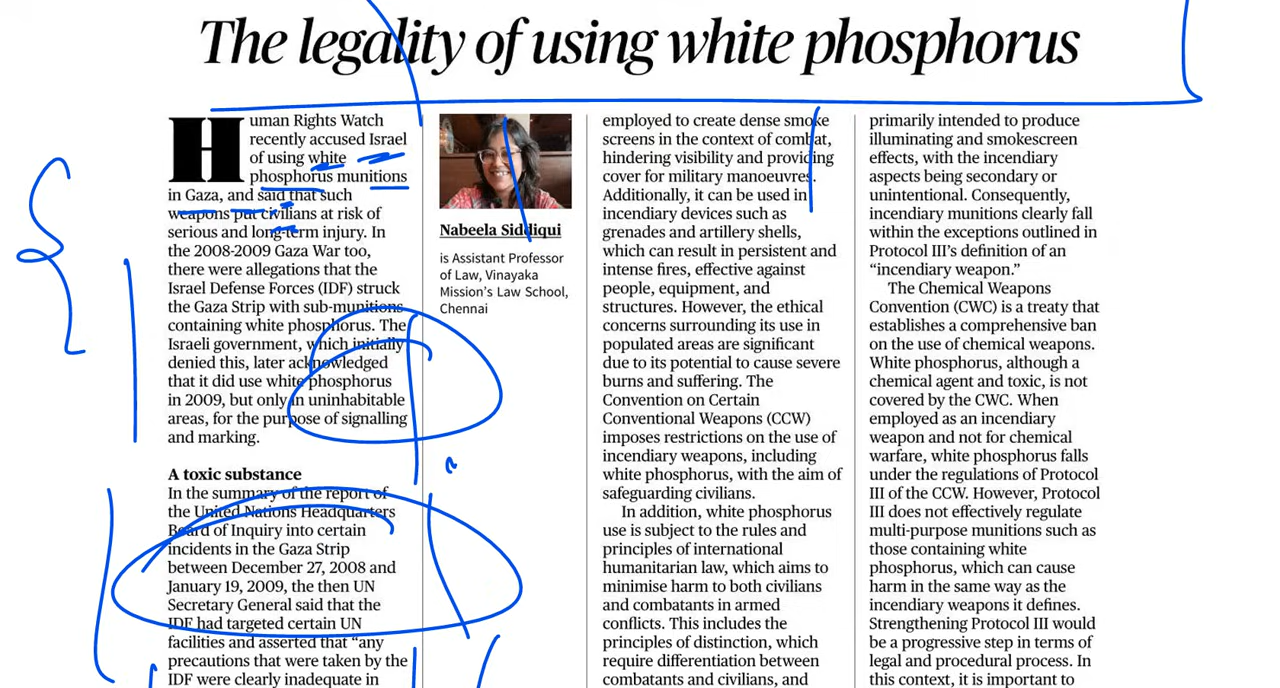 The legality of using white phosphorus
Human Rights Watch
recently accused Israel
of using white
phosphorus munitions
in Gaza, and said that such
weapons put civilians at risk of
serious and long-term injury. In
the 2008-2009 Gaza War too,
there were allegations that the
Israel Defense Forces (IDF) struck
the Gaza Strip with sub-munitions
containing white phosphorus. The
Israeli government, which initially
denied this, later acknowledged
that it did use white phosphorus
in 2009, but only in uninhabitable
areas, for the purpose of signalling
and marking.
A toxic substance
In the summary of the report of
the United Nations Headquarters
Board of Inquiry into certain
incidents in the Gaza Strip
between December 27, 2008 and
January 19, 2009, the then UN
Secretary General said that the
IDF had targeted certain UN
facilities and asserted that “any
precautions that were taken by the
IDF were clearly inadequate in
Nabeela Siddiqui
is Assistant Professor
of Law, Vinayaka
Mission’s Law School,
Chennai
employed to create dense smoke
screens in the context of combat,
hindering visibility and providing
cover for military manoeuvres.
Additionally, it can be used in
incendiary devices such as
grenades and artillery shells,
which can result in persistent and
intense fires, effective against
people, equipment, and
structures. However, the ethical
concerns surrounding its use in
populated areas are significant
due to its potential to cause severe
burns and suffering. The
Convention on Certain
Conventional Weapons (CCW)
imposes restrictions on the use of
incendiary weapons, including
white phosphorus, with the aim of
safeguarding civilians.
In addition, white phosphorus
use is subject to the rules and
principles of international
humanitarian law, which aims to
minimise harm to both civilians
and combatants in armed
conflicts. This includes the
principles of distinction, which
require differentiation between
combatants and civilians, and
primarily intended to produce
illuminating and smokescreen
effects, with the incendiary
aspects being secondary or
unintentional. Consequently,
incendiary munitions clearly fall
within the exceptions outlined in
Protocol III’s definition of an
“incendiary weapon.”
The Chemical Weapons
Convention (CWC) is a treaty that
establishes a comprehensive ban
on the use of chemical weapons.
White phosphorus, although a
chemical agent and toxic, is not
covered by the CWC. When
employed as an incendiary
weapon and not for chemical
warfare, white phosphorus falls
under the regulations of Protocol
III of the CCW. However, Protocol
III does not effectively regulate
multi-purpose munitions such as
those containing white
phosphorus, which can cause
harm in the same way as the
incendiary weapons it defines.
Strengthening Protocol III would
be a progressive step in terms of
legal and procedural process. In
this context, it is important to